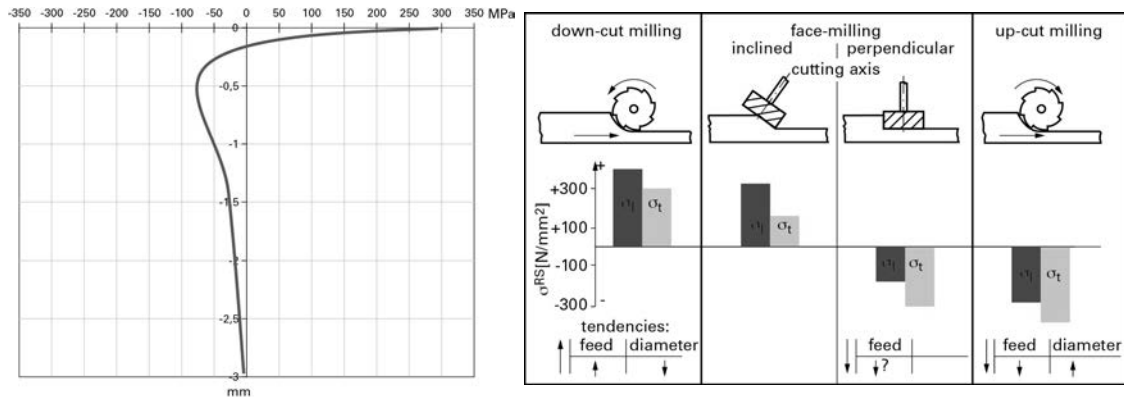 -350 -300 -250 -200 -150 -100 -50 0 50 100 150 200 250 300 MPa 350
0
-0,5
-1
-1,5
-2
-2,5
-3
mm
down-cut milling
face-milling
inclined perpendicular
cutting axis
up-cut milling
+
+300
+100
-100
-300
-
σRS[N/mm2]
σl σt
σl σt
σl σt
σl σt
tendencies:
feed diameter
feed
?
feed diameter